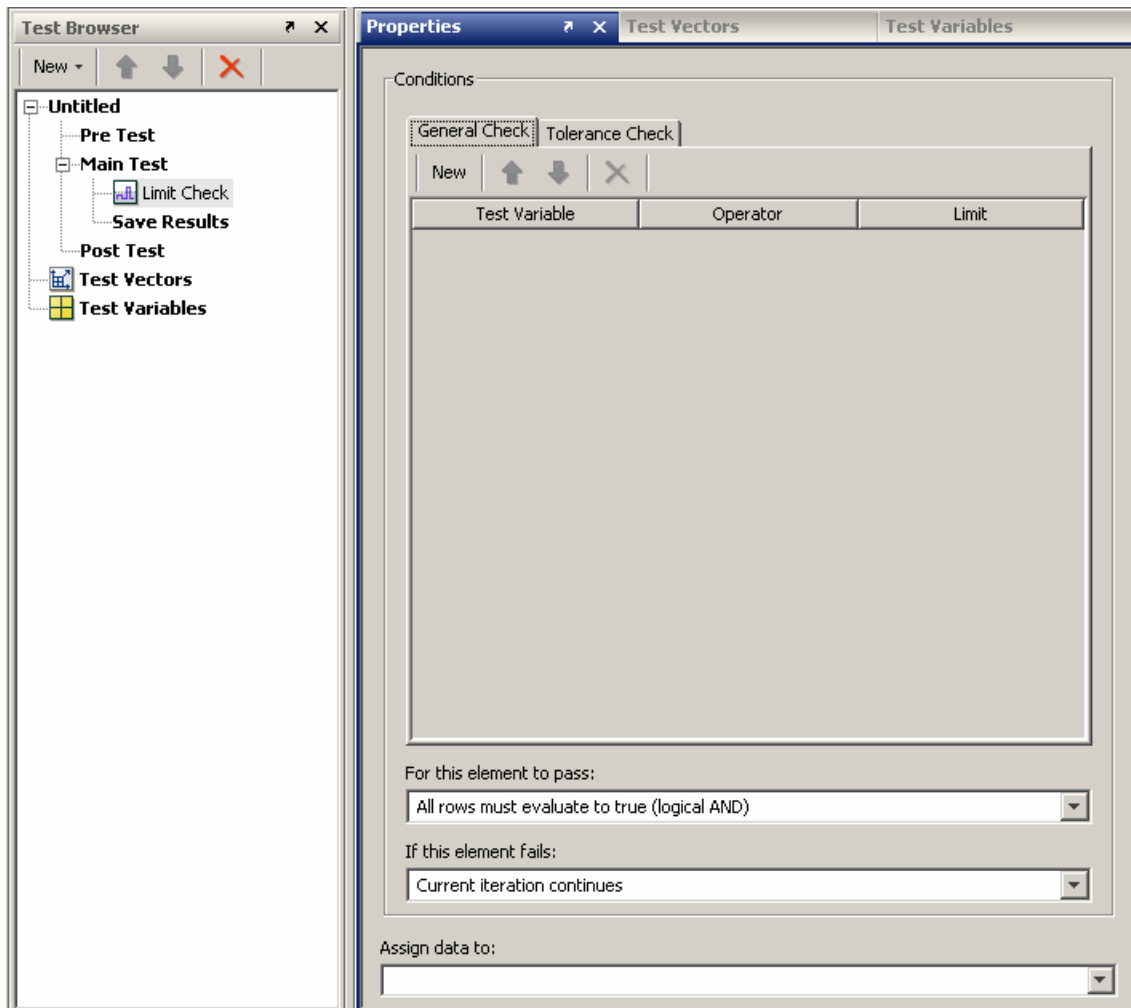 Test Browser
New
Untitled
Pre Test
Main Test
Limit Check
Save Results
Post Test
Test Vectors
Test Variables
Properties
Test Vectors
Test Variables
Conditions
General Check
Tolerance Check
New
Test Variable
Operator
Limit
For this element to pass:
All rows must evaluate to true (logical AND)
If this element fails:
Current iteration continues
Assign data to: